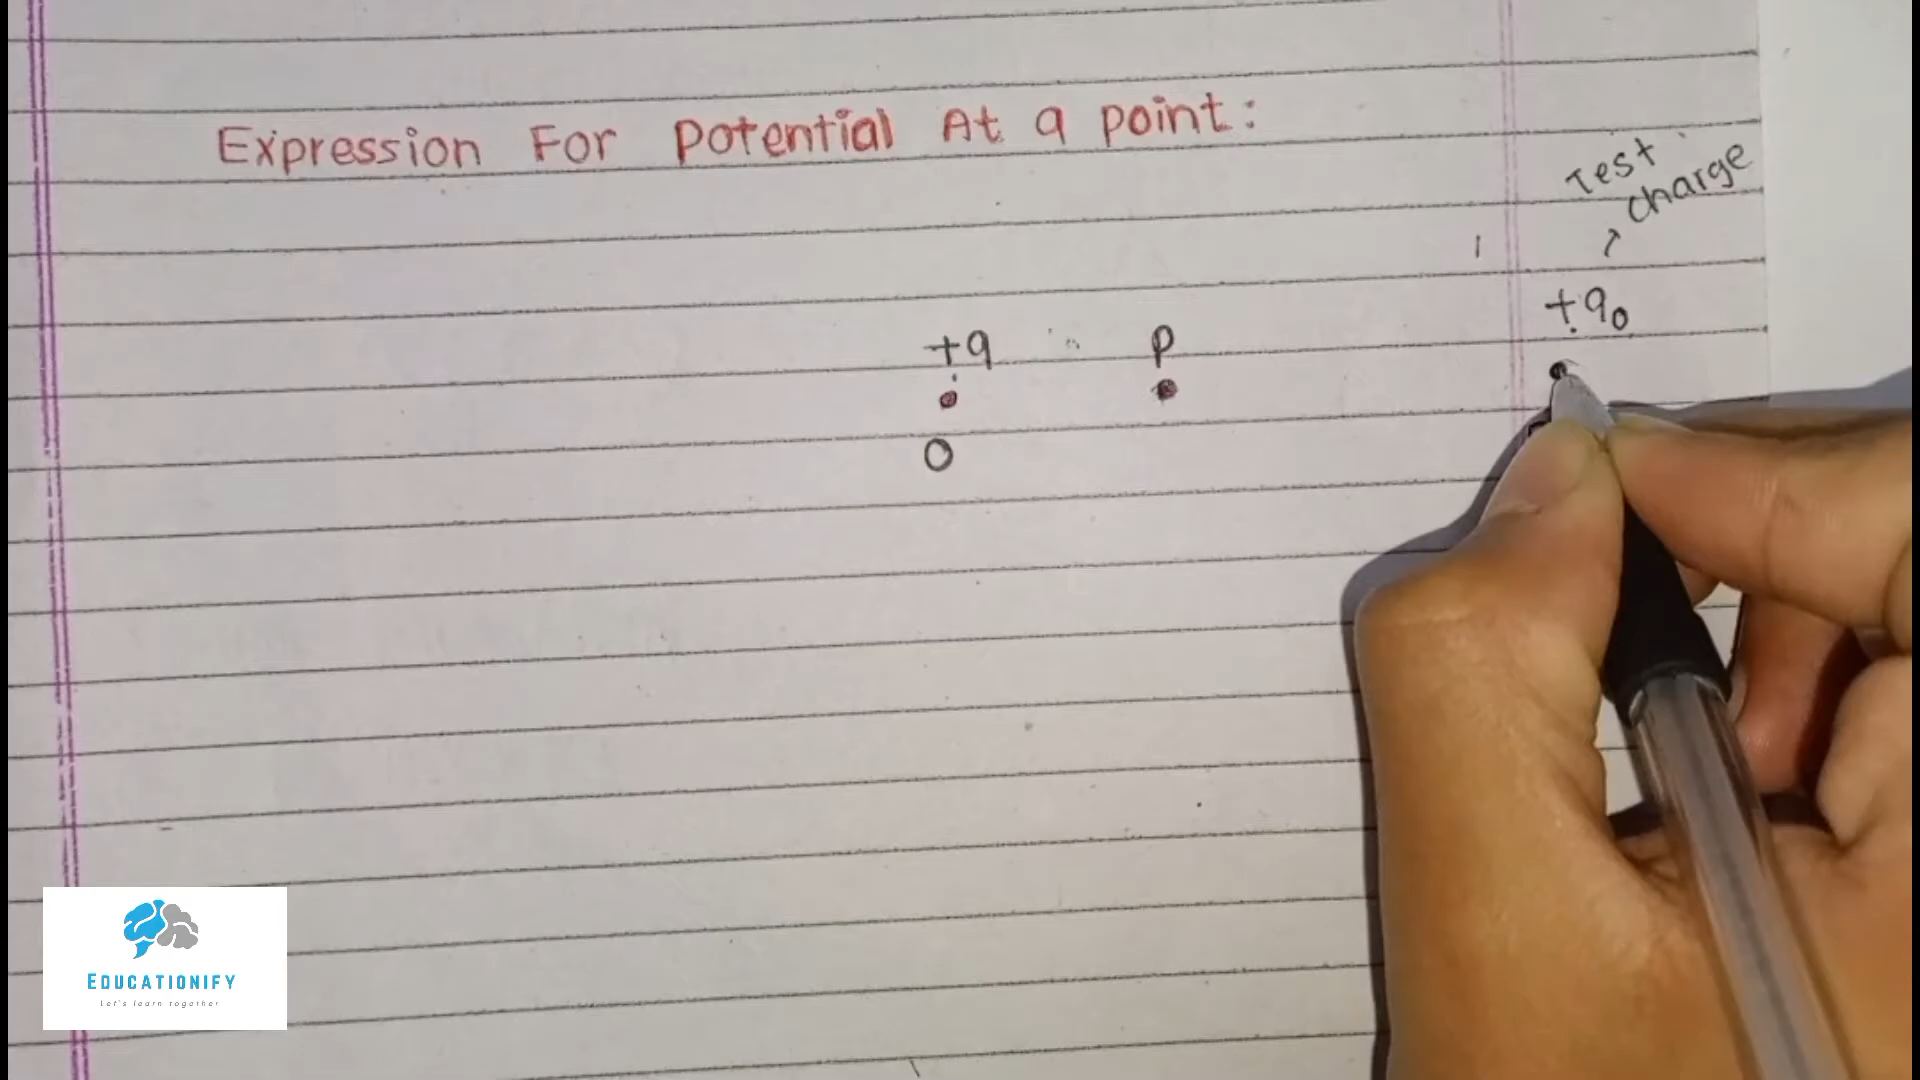 Expression For Potential At a point:
Test
charge
+q₀
+q P
O
EDUCATIONIFY
Let's learn together